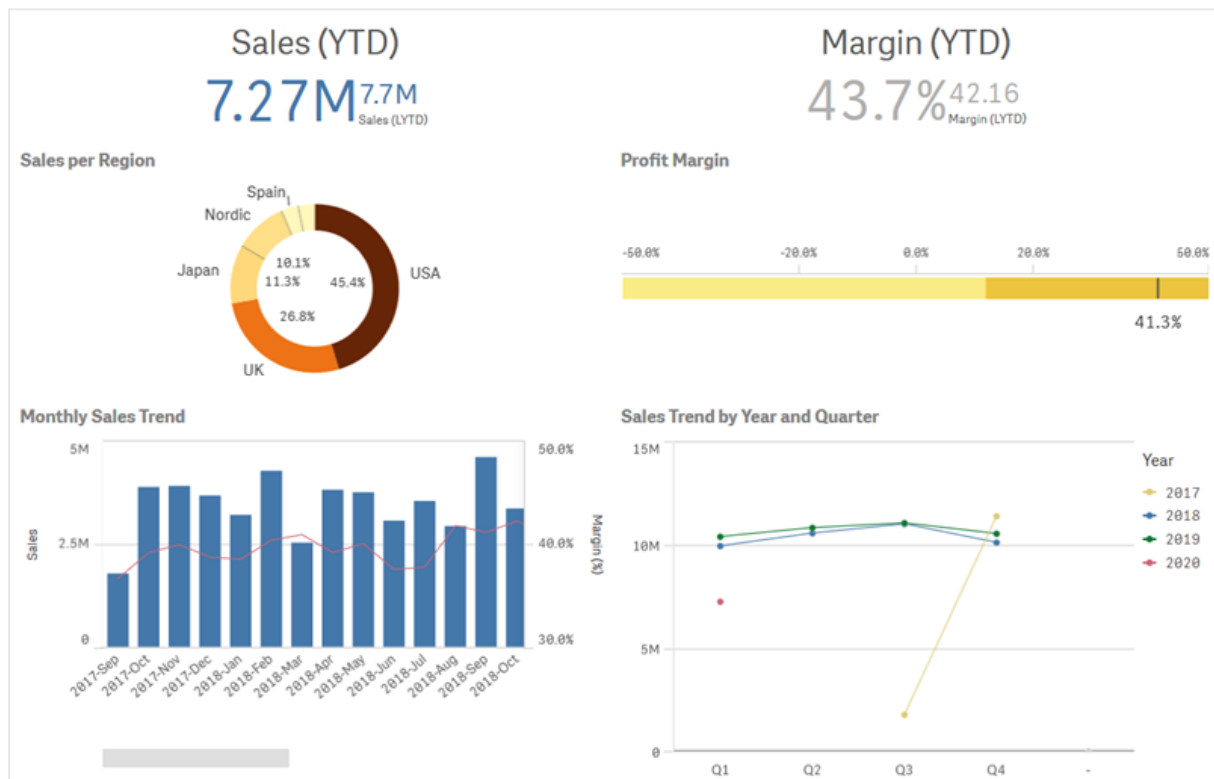 Sales (YTD)
7.27M 7.7M
Sales (LYTD)
Margin (YTD)
43.7% 42.16
Margin (LYTD)
Sales per Region
Spain
Nordic
Japan
USA
UK
10.1%
11.3%
45.4%
26.8%
Profit Margin
-50.0% -20.0% 0.0% 20.0% 50.0%
41.3%
Monthly Sales Trend
Sales
5M
2.5M
0
50.0%
40.0%
30.0%
Margin (%)
2017-Sep
2017-Oct
2017-Nov
2017-Dec
2018-Jan
2018-Feb
2018-Mar
2018-Apr
2018-May
2018-Jun
2018-Jul
2018-Aug
2018-Sep
2018-Oct
Sales Trend by Year and Quarter
15M
10M
5M
0
Q1 Q2 Q3 Q4 -
Year
2017
2018
2019
2020